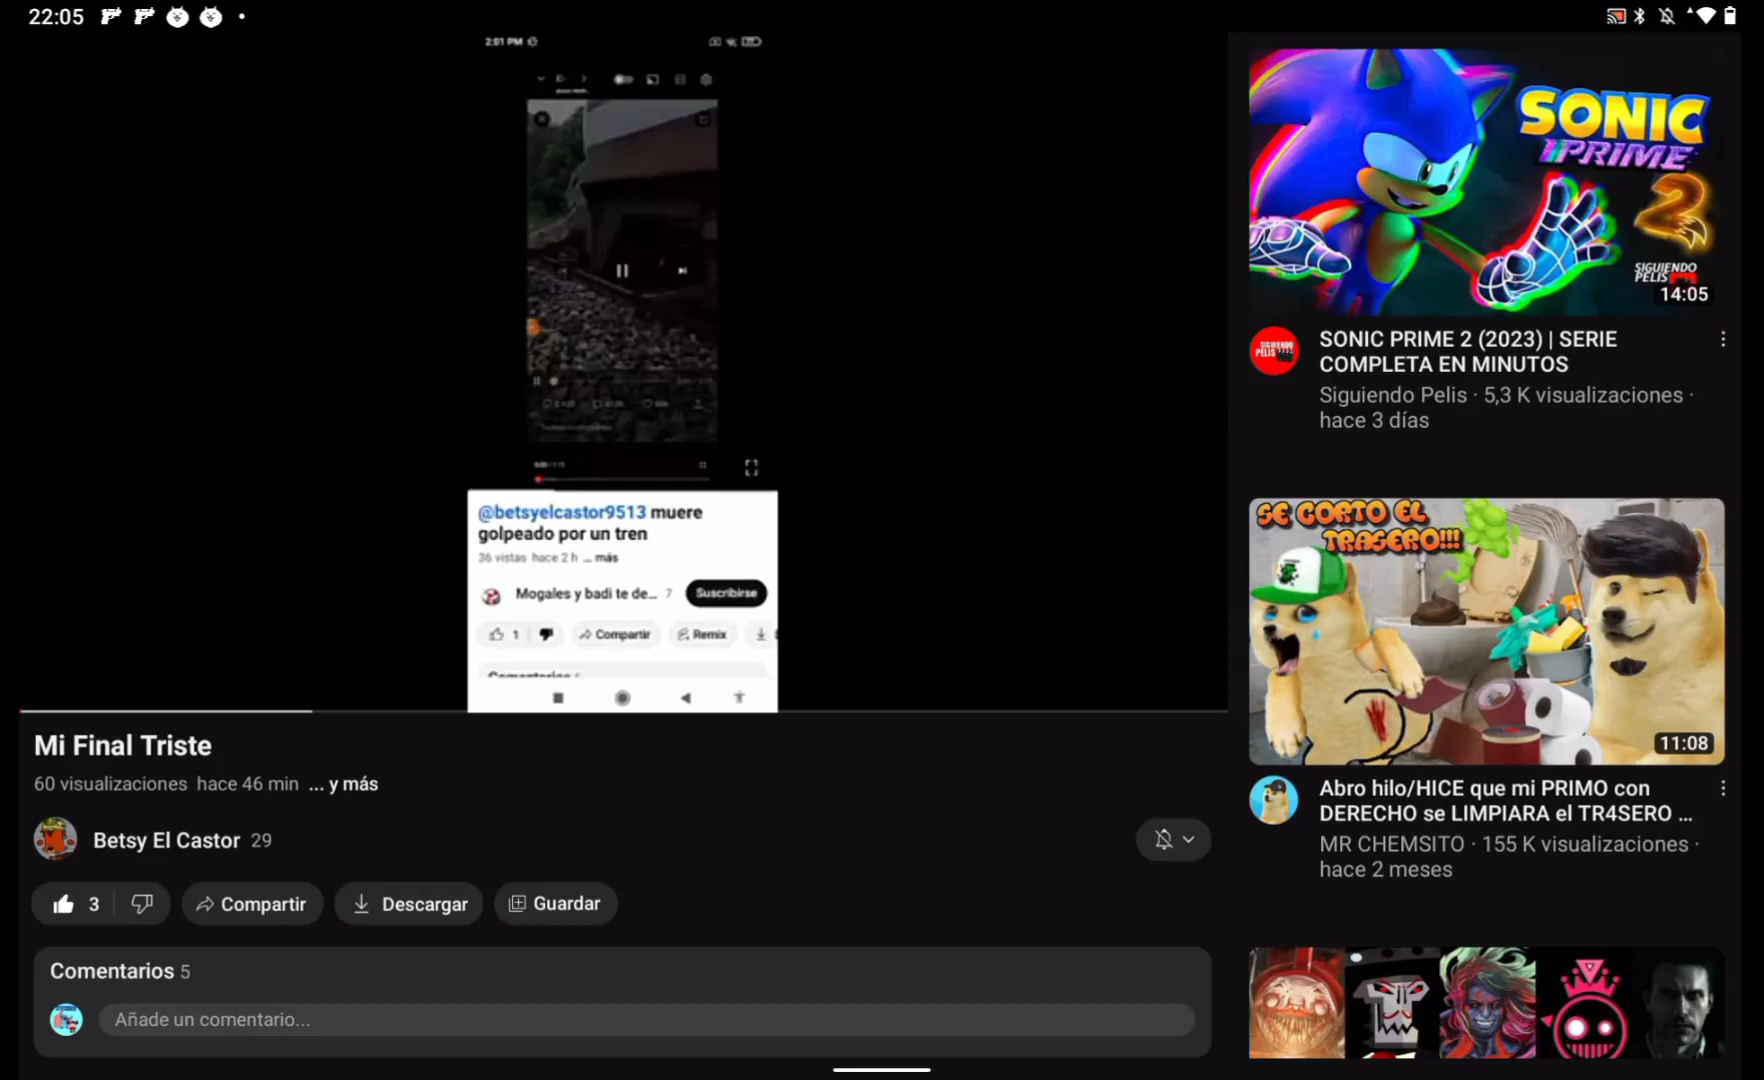 22:05
2:01 PM
@betsyelcastor9513 muere
golpeado por un tren
36 vistas hace 2 h ... más
Mogales y badi te de... 7
Suscribirse
1
Compartir
Remix
Mi Final Triste
60 visualizaciones hace 46 min ... y más
Betsy El Castor 29
3
Compartir
Descargar
Guardar
Comentarios 5
Añade un comentario...
SONIC
PRIME
2
SIGUIENDO
PELIS
14:05
SIGUIENDO
PELIS
SONIC PRIME 2 (2023) | SERIE
COMPLETA EN MINUTOS
Siguiendo Pelis · 5,3 K visualizaciones ·
hace 3 días
SE CORTO EL
TRASERO!!!
11:08
Abro hilo/HICE que mi PRIMO con
DERECHO se LIMPIARA el TR4SERO ...
MR CHEMSITO · 155 K visualizaciones ·
hace 2 meses